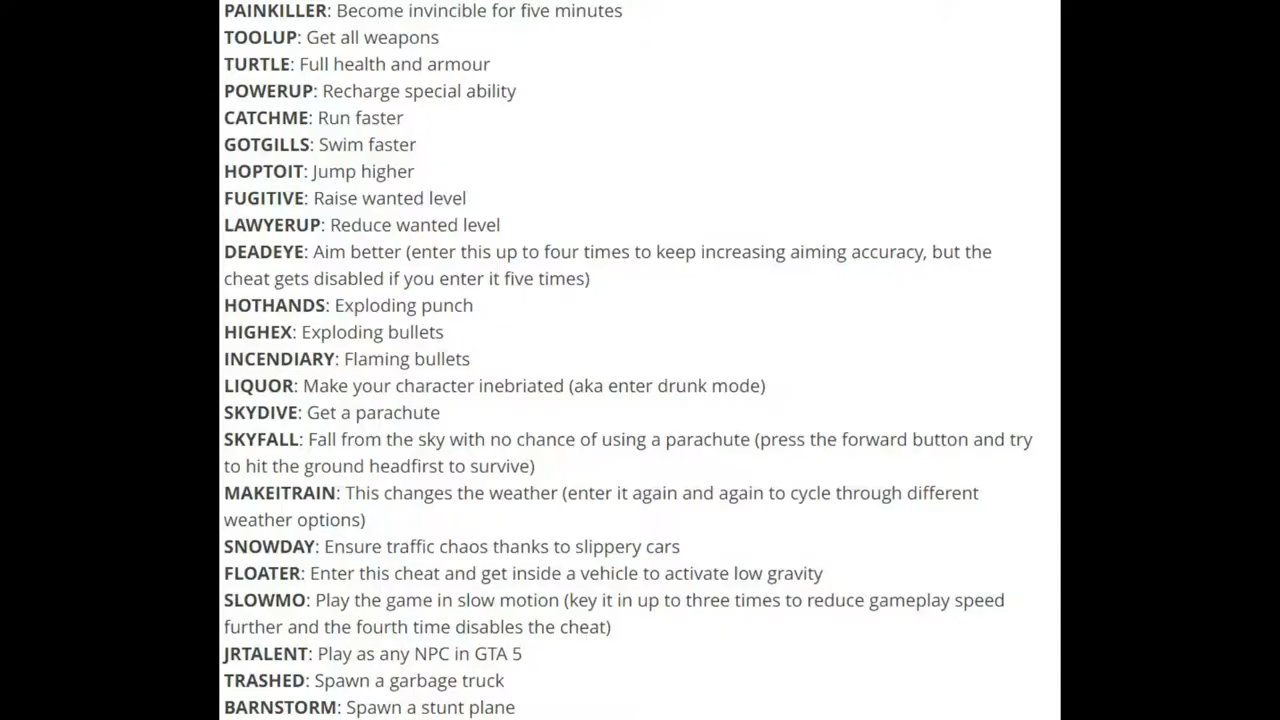 PAINKILLER: Become invincible for five minutes
TOOLUP: Get all weapons
TURTLE: Full health and armour
POWERUP: Recharge special ability
CATCHME: Run faster
GOTGILLS: Swim faster
HOPTOIT: Jump higher
FUGITIVE: Raise wanted level
LAWYERUP: Reduce wanted level
DEADEYE: Aim better (enter this up to four times to keep increasing aiming accuracy, but the
cheat gets disabled if you enter it five times)
HOTHANDS: Exploding punch
HIGHEX: Exploding bullets
INCENDIARY: Flaming bullets
LIQUOR: Make your character inebriated (aka enter drunk mode)
SKYDIVE: Get a parachute
SKYFALL: Fall from the sky with no chance of using a parachute (press the forward button and try
to hit the ground headfirst to survive)
MAKEITRAIN: This changes the weather (enter it again and again to cycle through different
weather options)
SNOWDAY: Ensure traffic chaos thanks to slippery cars
FLOATER: Enter this cheat and get inside a vehicle to activate low gravity
SLOWMO: Play the game in slow motion (key it in up to three times to reduce gameplay speed
further and the fourth time disables the cheat)
JRTALENT: Play as any NPC in GTA 5
TRASHED: Spawn a garbage truck
BARNSTORM: Spawn a stunt plane